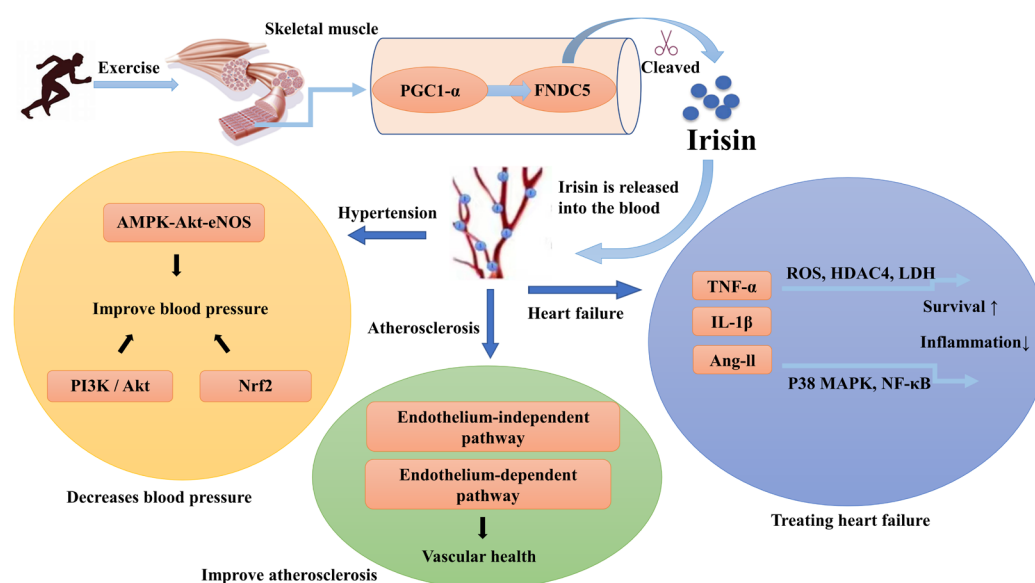 Skeletal muscle
Exercise
PGC1-α
FNDC5
Cleaved
Irisin
Irisin is released
into the blood
Hypertension
Atherosclerosis
Heart failure
AMPK-Akt-eNOS
Improve blood pressure
PI3K / Akt
Nrf2
Decreases blood pressure
Endothelium-independent
pathway
Endothelium-dependent
pathway
Vascular health
Improve atherosclerosis
TNF-α
IL-1β
Ang-ll
ROS, HDAC4, LDH
Survival ↑
Inflammation↓
P38 MAPK, NF-κB
Treating heart failure